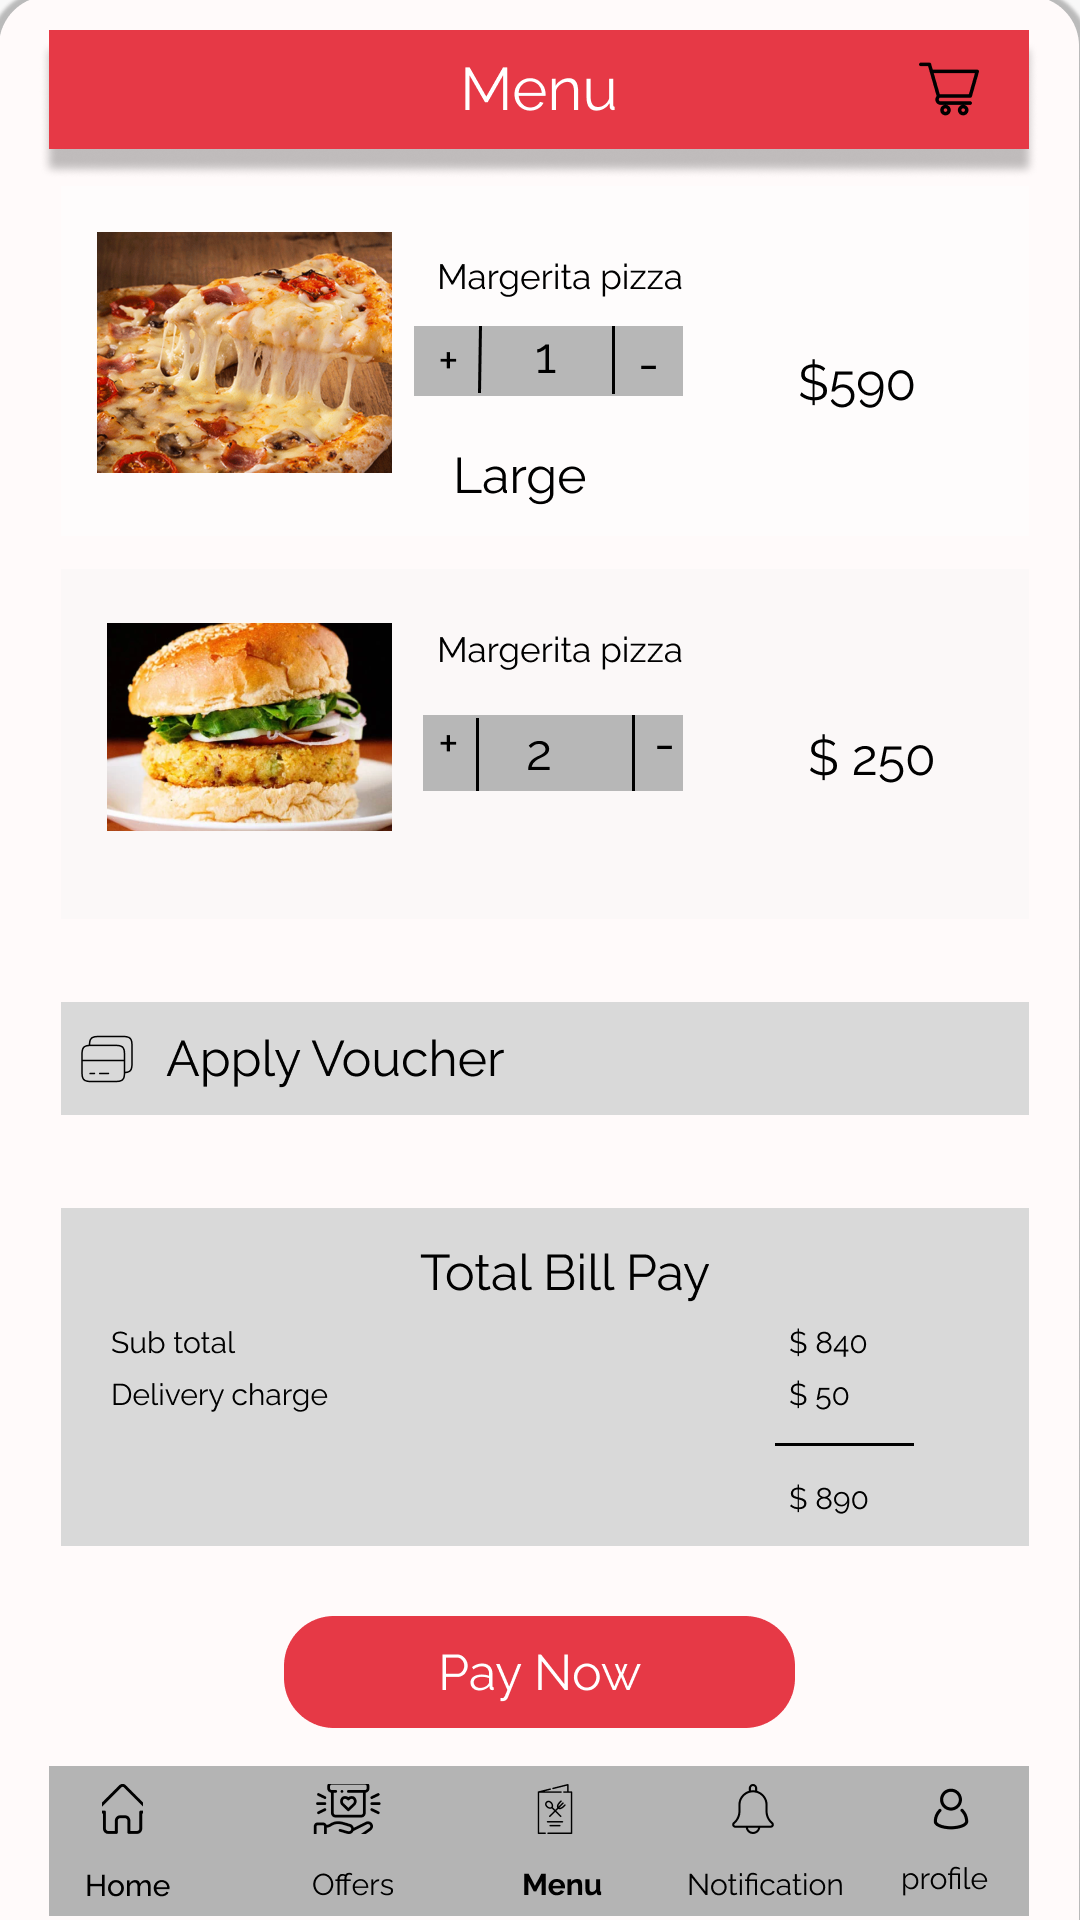 Menu
Margerita pizza
+ 1 -
$590
Large
Margerita pizza
+ 2 -
$ 250
Apply Voucher
Total Bill Pay
Sub total $ 840
Delivery charge $ 50
$ 890
Pay Now
Home Offers Menu Notification profile